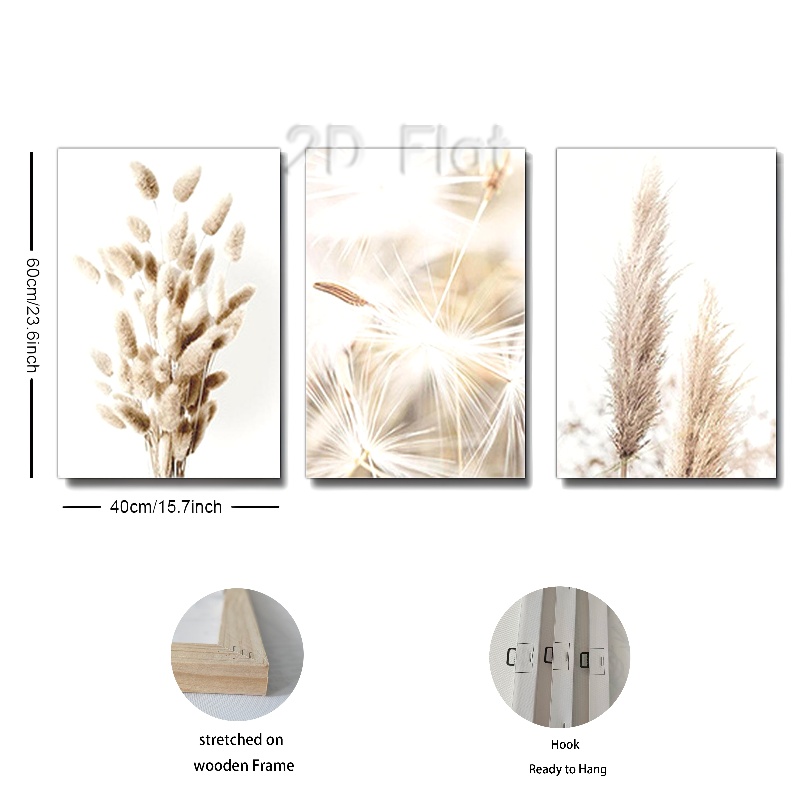 2D Flat
60cm/23.6inch
40cm/15.7inch
stretched on
wooden Frame
Hook
Ready to Hang